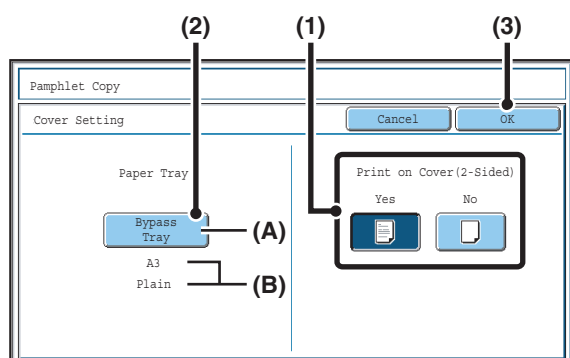 (2)
(1)
(3)
Pamphlet Copy
Cover Setting
Cancel
OK
Paper Tray
Print on Cover(2-Sided)
Yes
No
Bypass
Tray
(A)
A3
Plain
(B)